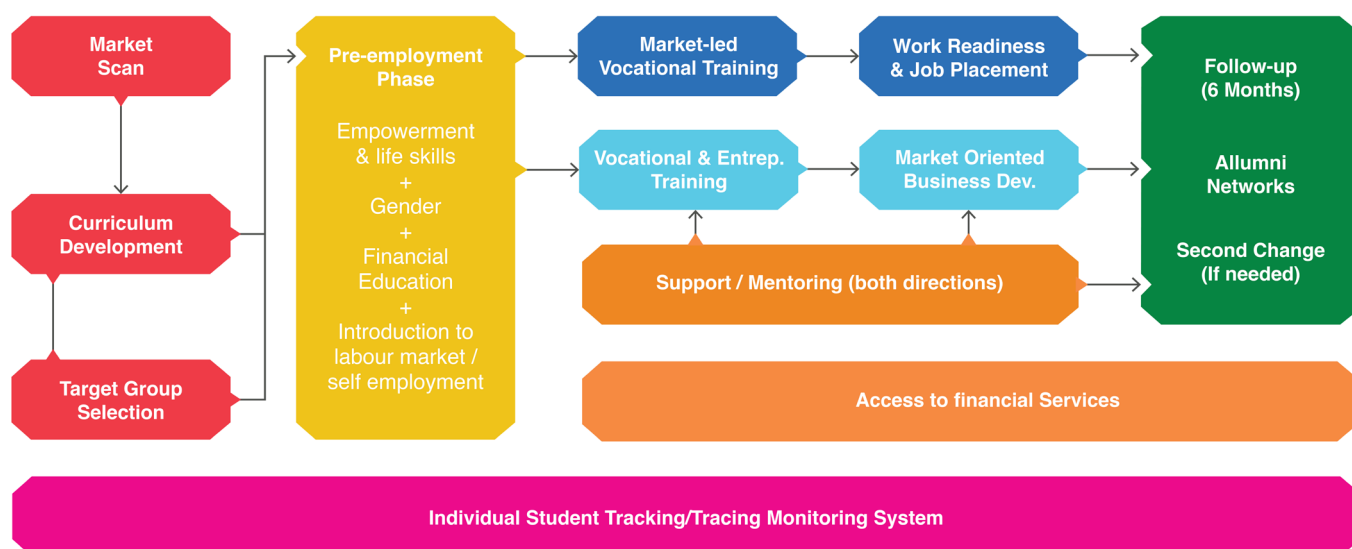 Market
Scan
Curriculum
Development
Target Group
Selection
Pre-employment
Phase
Empowerment
& life skills
+
Gender
+
Financial
Education
+
Introduction to
labour market /
self employment
Market-led
Vocational Training
Work Readiness
& Job Placement
Vocational & Entrep.
Training
Market Oriented
Business Dev.
Support / Mentoring (both directions)
Follow-up
(6 Months)
Allumni
Networks
Second Change
(If needed)
Access to financial Services
Individual Student Tracking/Tracing Monitoring System